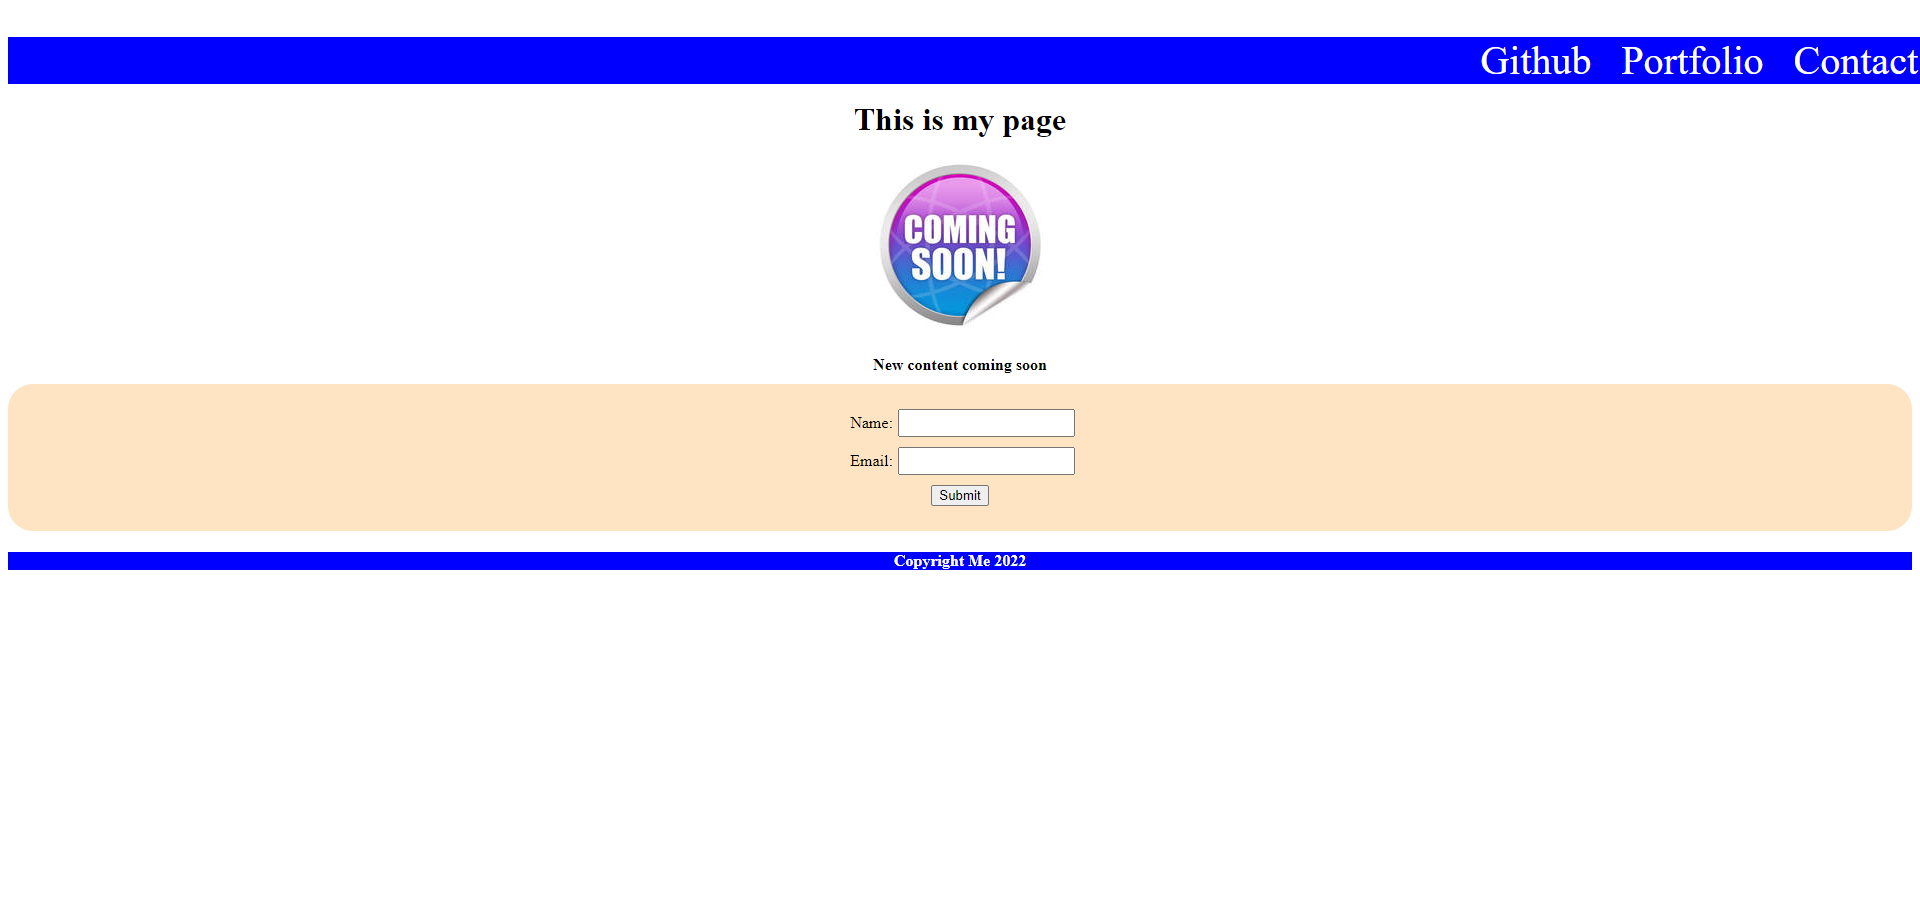 Github Portfolio Contact
This is my page
COMING
SOON!
New content coming soon
Name:
Email:
Submit
Copyright Me 2022